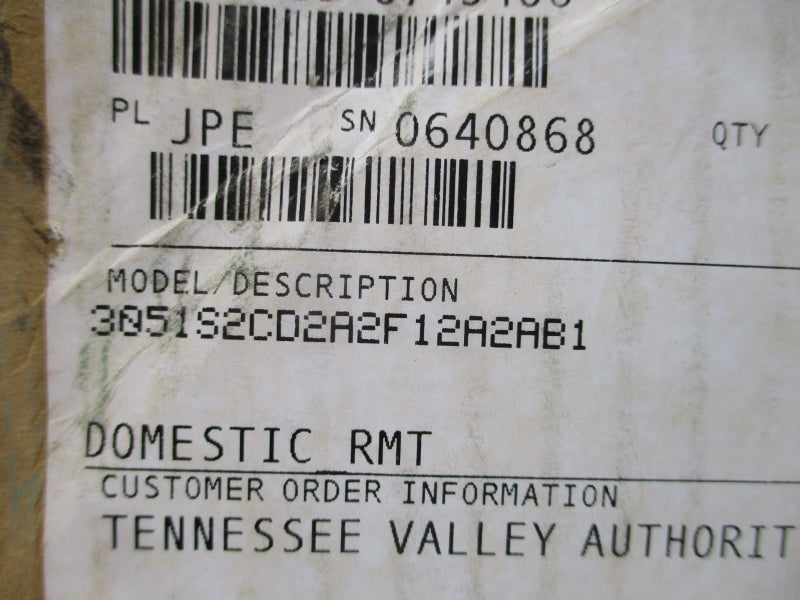 PL JPE SN 0640868 QTY
MODEL/DESCRIPTION
3051S2CD2A2F12A2AB1
DOMESTIC RMT
CUSTOMER ORDER INFORMATION
TENNESSEE VALLEY AUTHORIT